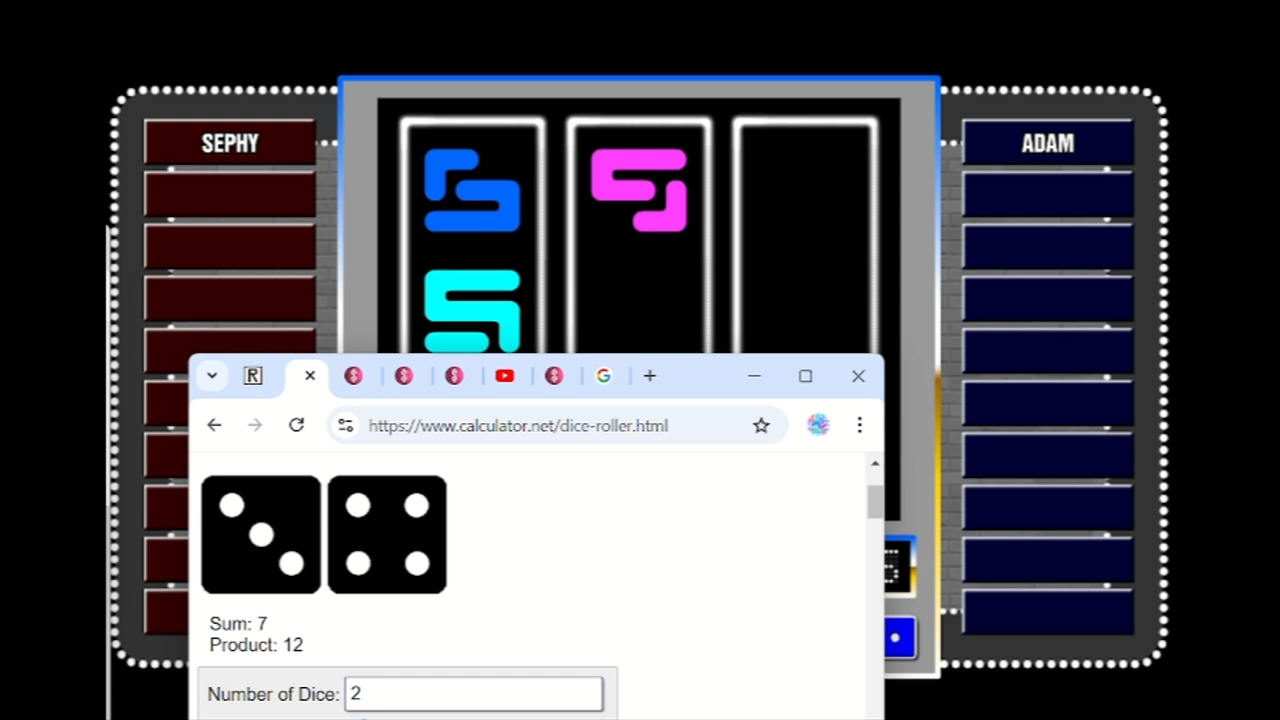 SEPHY
ADAM
https://www.calculator.net/dice-roller.html
Sum: 7
Product: 12
Number of Dice: 2